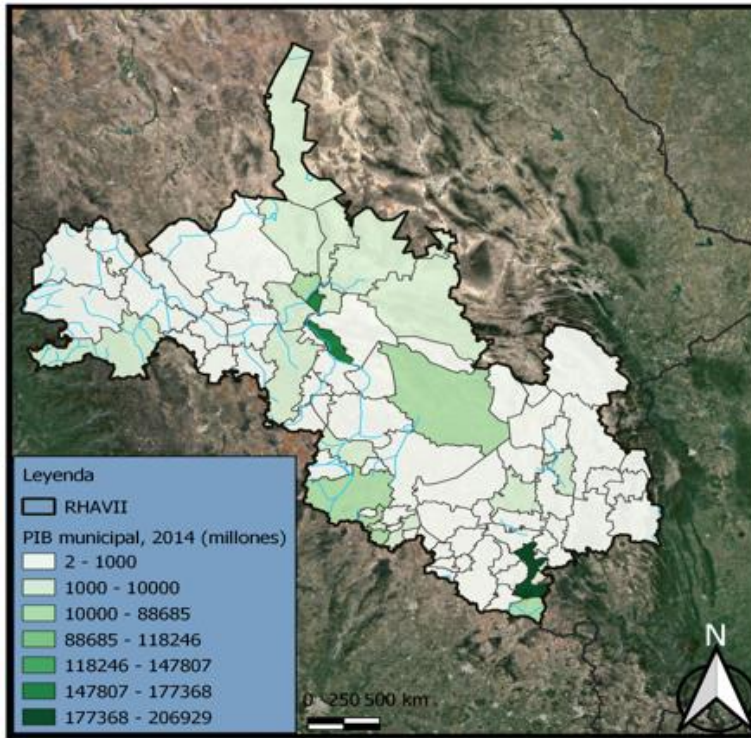 Leyenda
RHAVII
PIB municipal, 2014 (millones)
2 - 1000
1000 - 10000
10000 - 88685
88685 - 118246
118246 - 147807
147807 - 177368
177368 - 206929
0 250 500 km
N